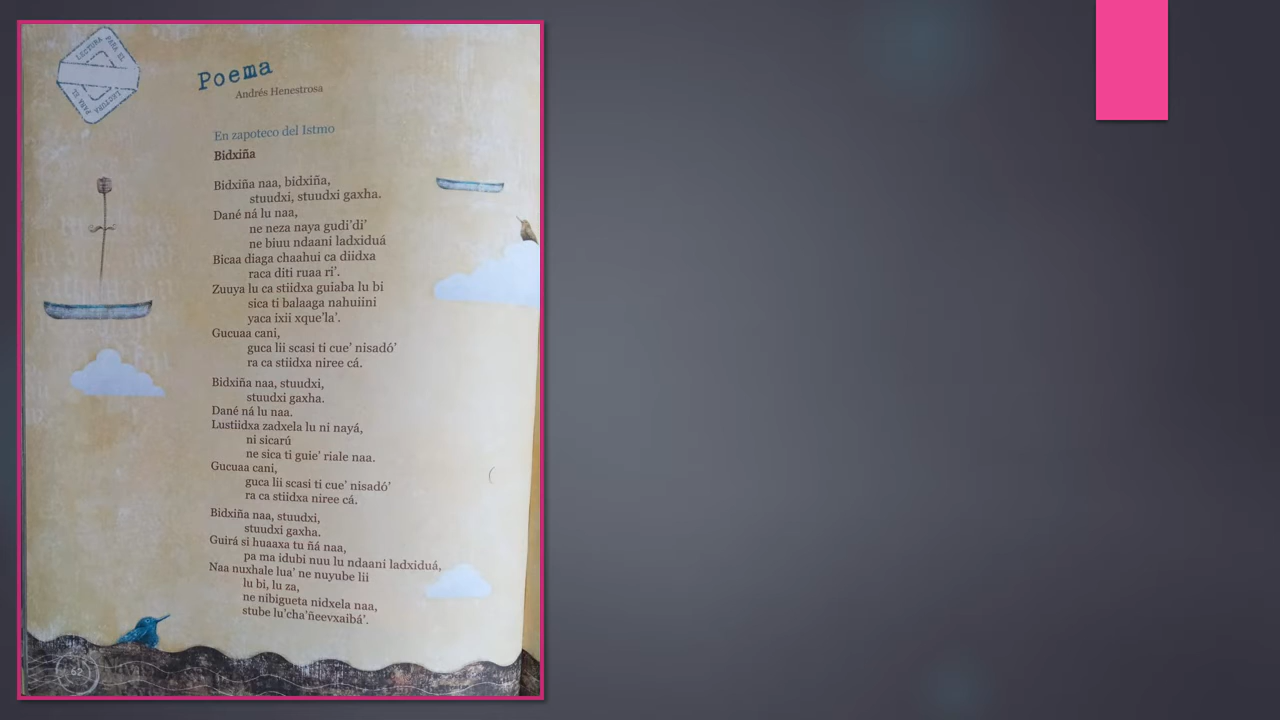 LECTURA PARA EL
LECTURA PARA EL
Poema
Andrés Henestrosa
En zapoteco del Istmo
Bidxiña
Bidxiña naa, bidxiña,
stuudxi, stuudxi gaxha.
Dané ná lu naa,
ne neza naya gudi'di'
ne biuu ndaani ladxiduá
Bicaa diaga chaahui ca diidxa
raca diti ruaa ri'.
Zuuya lu ca stiidxa guiaba lu bi
sica ti balaaga nahuiini
yaca ixii xque'la'.
Gucuaa cani,
guca lii scasi ti cue' nisadó'
ra ca stiidxa niree cá.
Bidxiña naa, stuudxi,
stuudxi gaxha.
Dané ná lu naa.
Lustiidxa zadxela lu ni nayá,
ni sicarú
ne sica ti guie' riale naa.
Gucuaa cani,
guca lii scasi ti cue' nisadó'
ra ca stiidxa niree cá.
Bidxiña naa, stuudxi,
stuudxi gaxha.
Guirá si huaaxa tu ñá naa,
pa ma idubi nuu lu ndaani ladxiduá,
Naa nuxhale lua' ne nuyube lii
lu bi, lu za,
ne nibigueta nidxela naa,
stube lu'cha'ñeevxaibá'.
62